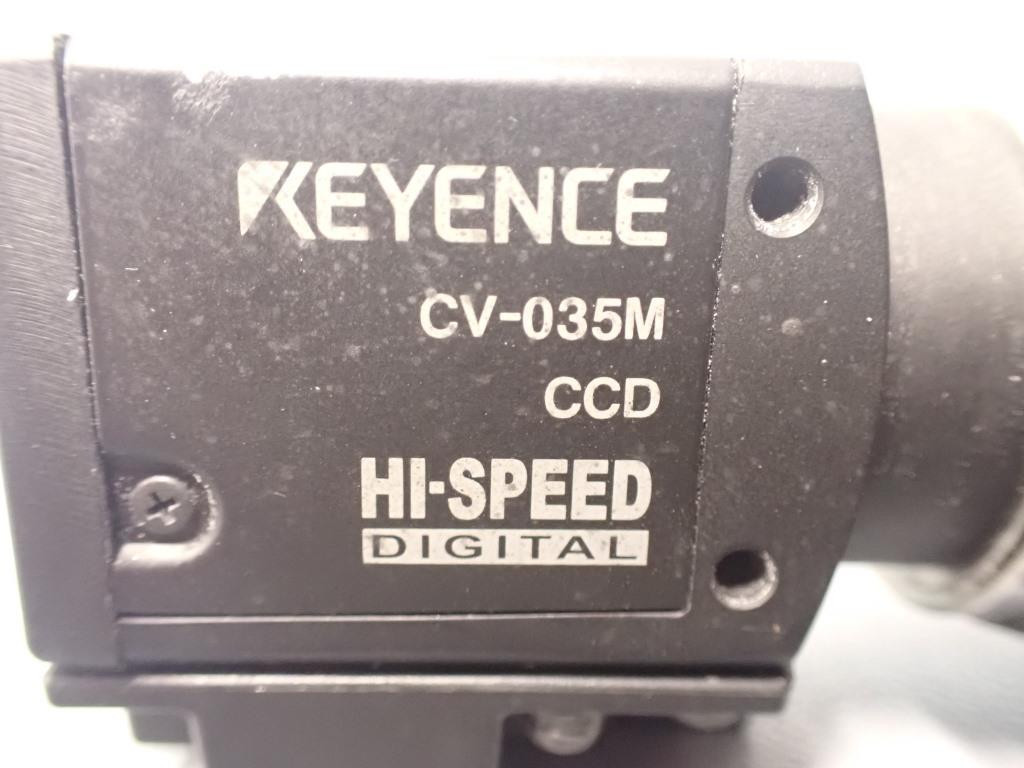 KEYENCE
CV-035M
CCD
HI-SPEED
DIGITAL